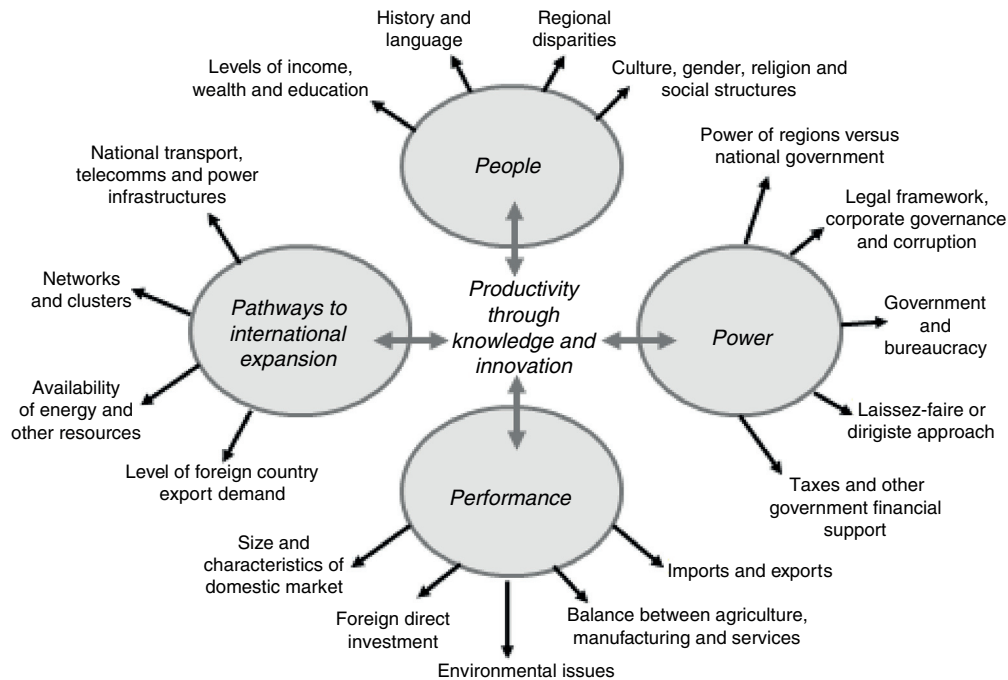 History and
language
Regional
disparities
Levels of income,
wealth and education
Culture, gender, religion and
social structures
People
National transport,
telecomms and power
infrastructures
Power of regions versus
national government
Legal framework,
corporate governance
and corruption
Networks
and clusters
Pathways to
international
expansion
Productivity
through
knowledge and
innovation
Power
Government
and
bureaucracy
Availability
of energy and
other resources
Laissez-faire or
dirigiste approach
Level of foreign country
export demand
Performance
Taxes and other
government financial
support
Size and
characteristics of
domestic market
Imports and exports
Foreign direct
investment
Balance between agriculture,
manufacturing and services
Environmental issues